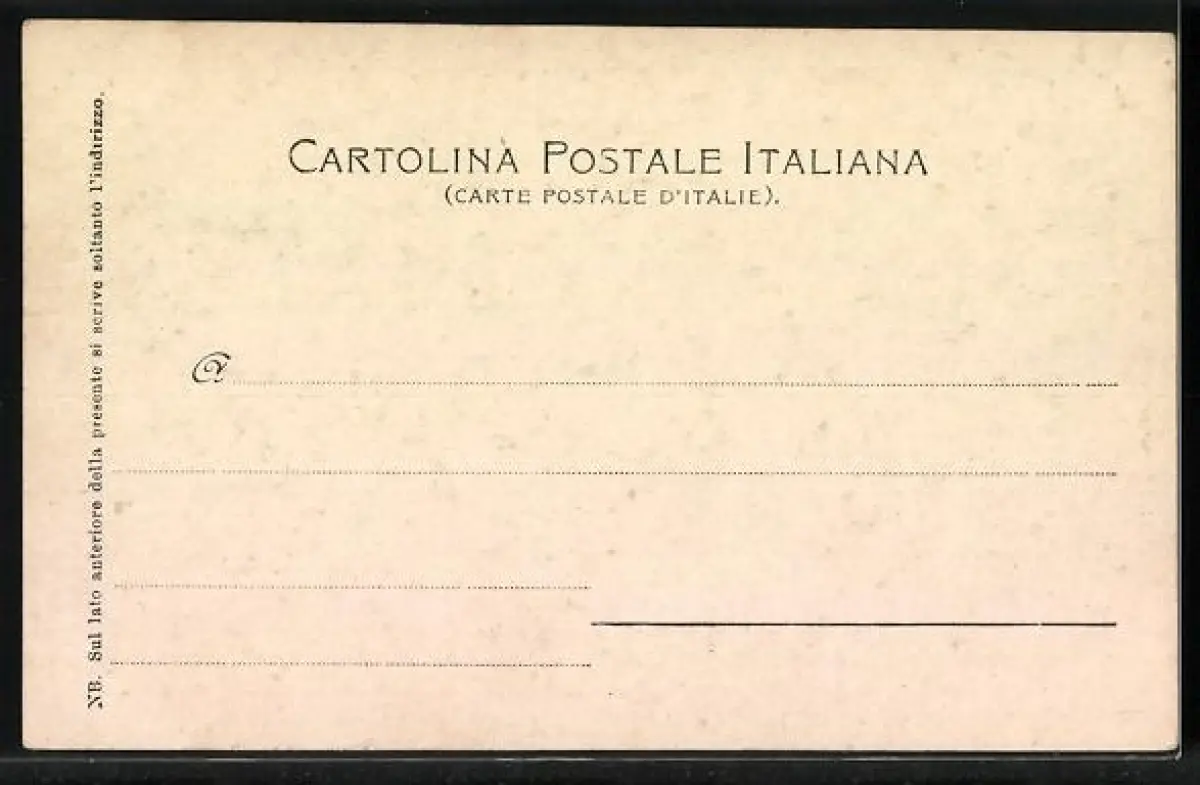 CARTOLINA POSTALE ITALIANA
(CARTE POSTALE D'ITALIE).
@
NB. Sul lato anteriore della presente si scrive soltanto l'indirizzo.